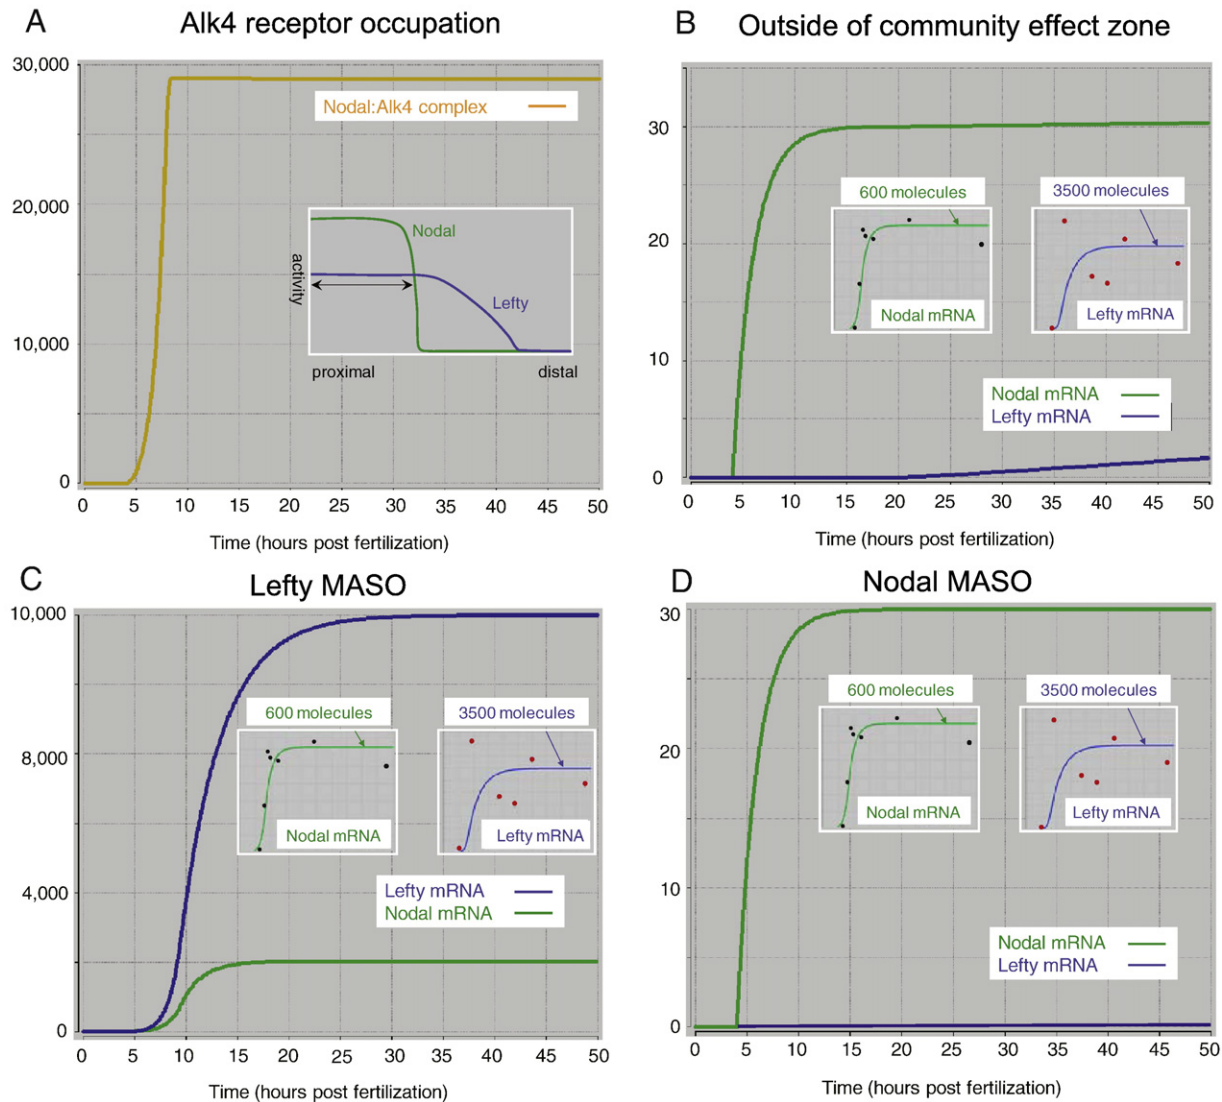 A
Alk4 receptor occupation
30,000
20,000
10,000
0
Nodal:Alk4 complex
Nodal
Lefty
activity
proximal
distal
0 5 10 15 20 25 30 35 40 45 50
Time (hours post fertilization)
B
Outside of community effect zone
30
20
10
0
600 molecules
3500 molecules
Nodal mRNA
Lefty mRNA
Nodal mRNA
Lefty mRNA
0 5 10 15 20 25 30 35 40 45 50
Time (hours post fertilization)
C
Lefty MASO
10,000
8,000
4,000
0
600 molecules
3500 molecules
Nodal mRNA
Lefty mRNA
Lefty mRNA
Nodal mRNA
0 5 10 15 20 25 30 35 40 45 50
Time (hours post fertilization)
D
Nodal MASO
30
20
10
0
600 molecules
3500 molecules
Nodal mRNA
Lefty mRNA
Nodal mRNA
Lefty mRNA
0 5 10 15 20 25 30 35 40 45 50
Time (hours post fertilization)